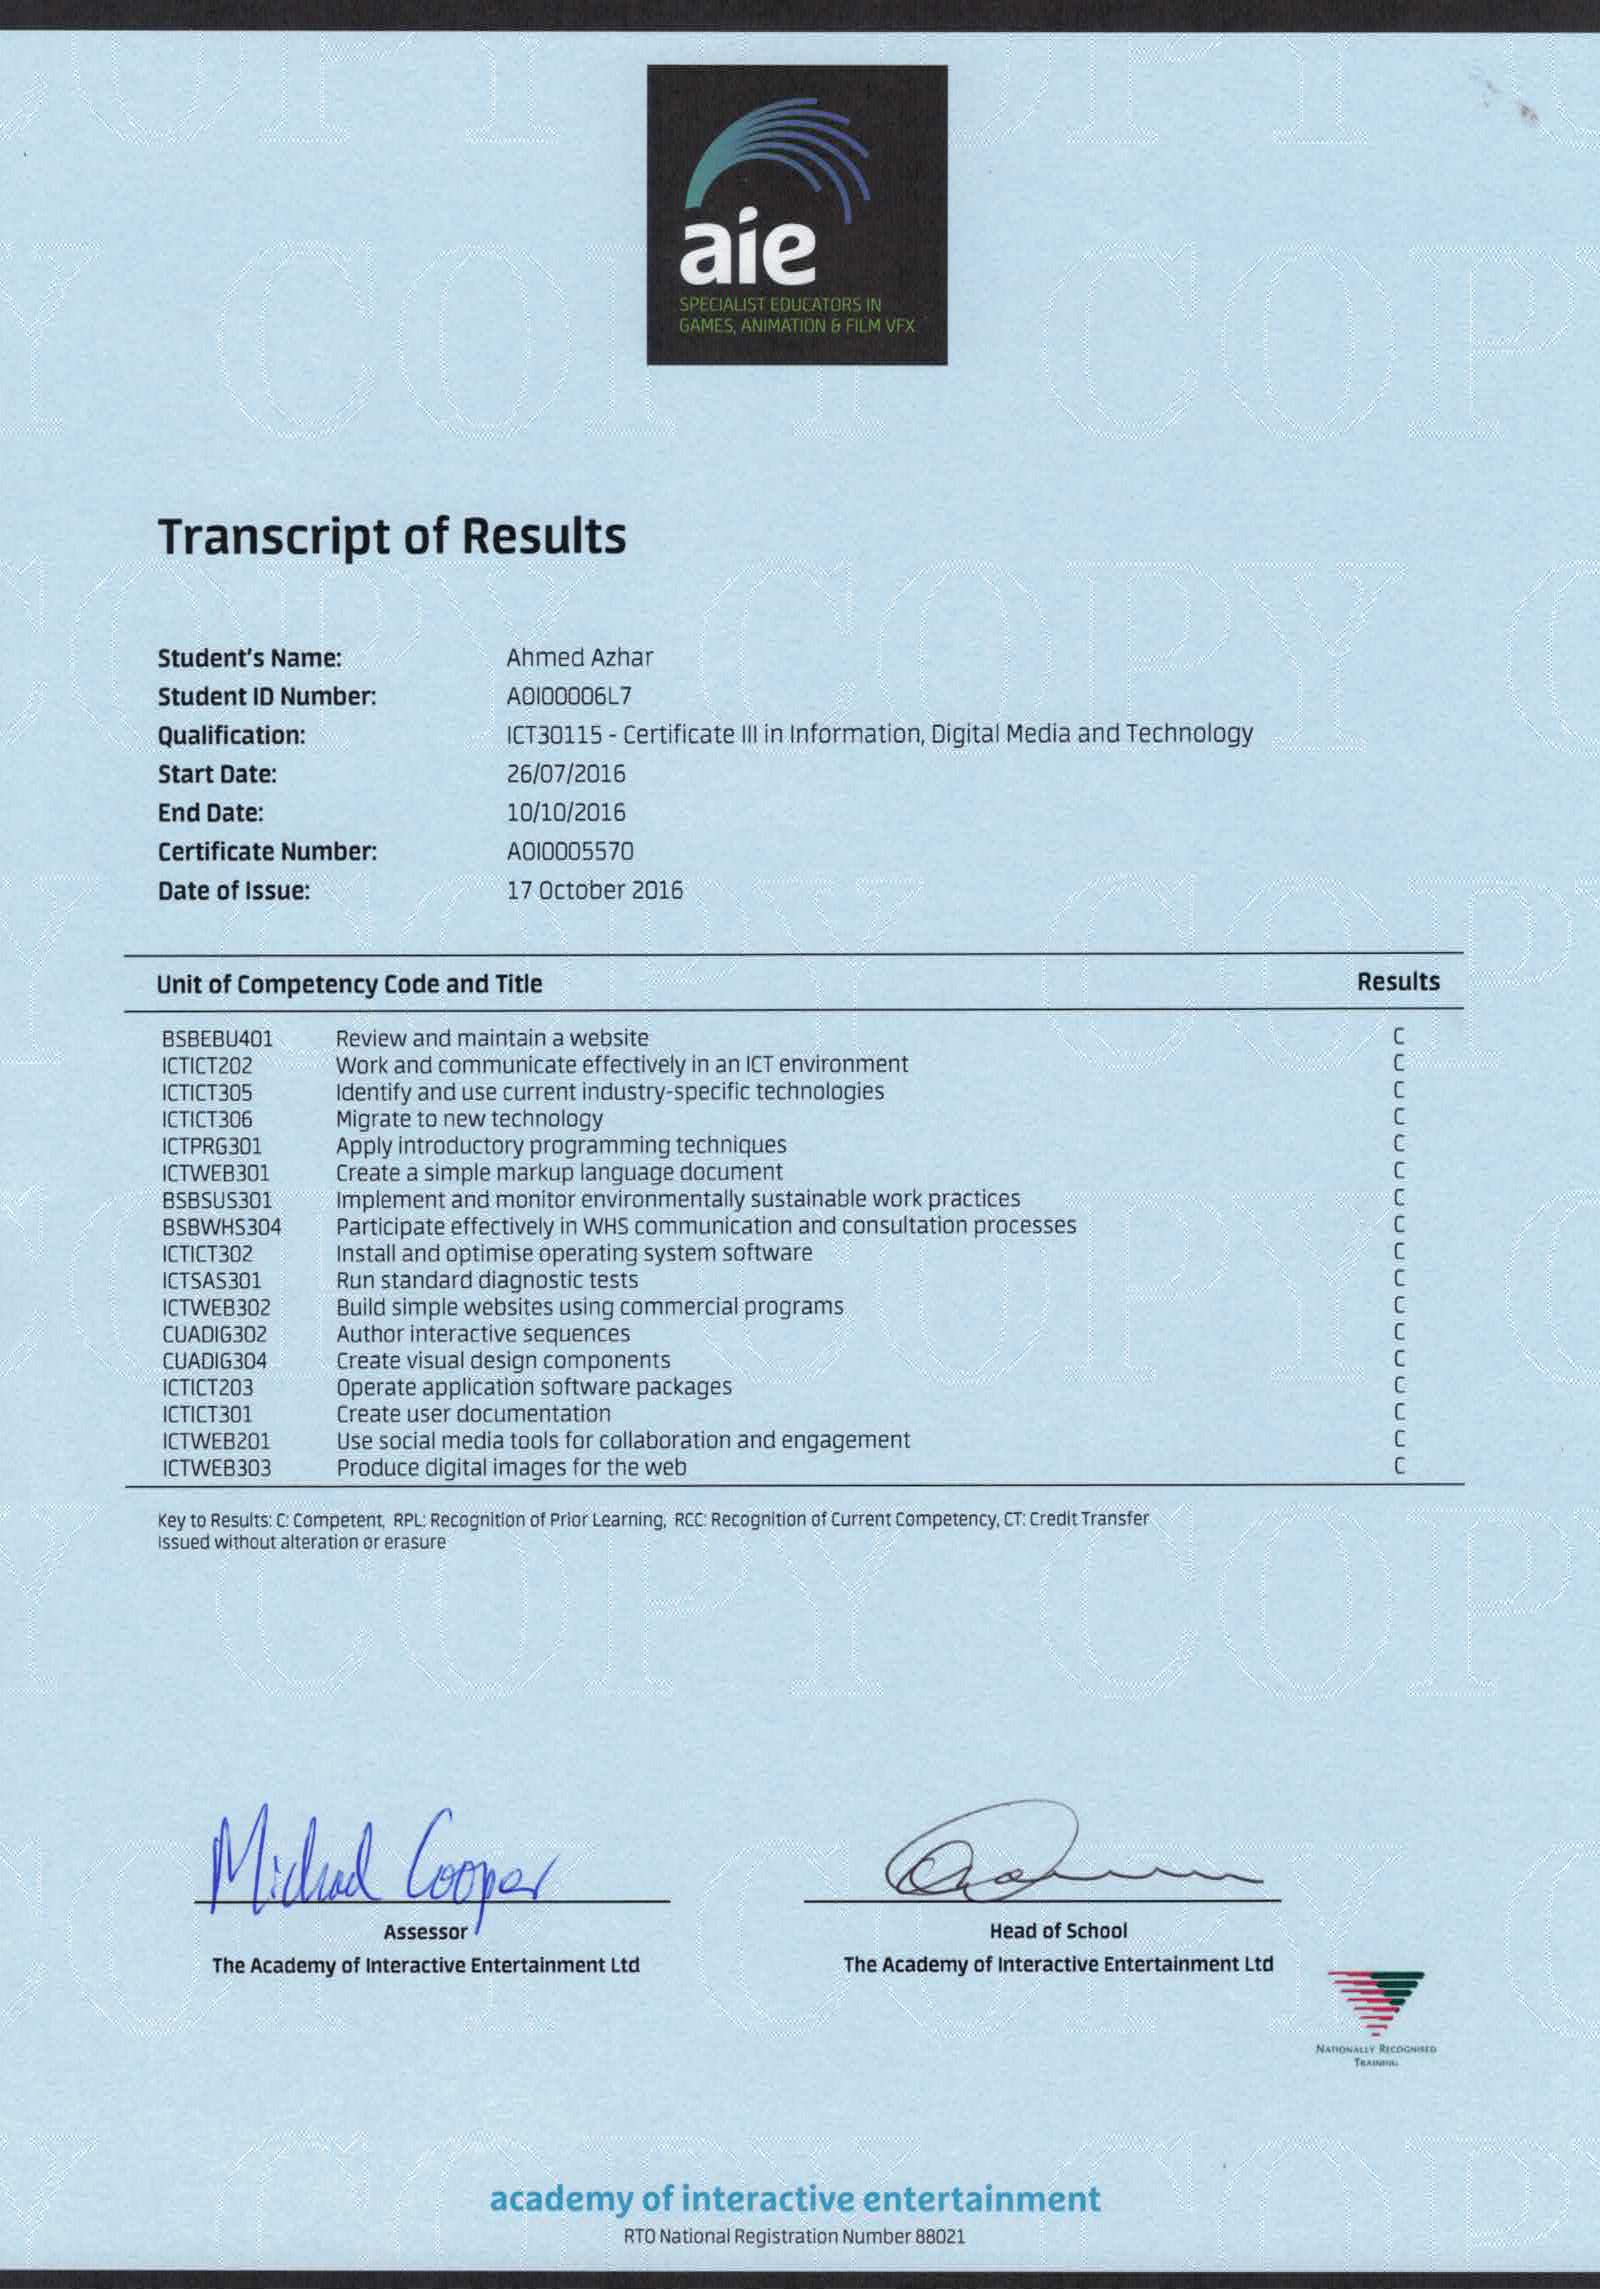 aie
SPECIALIST EDUCATORS IN
GAMES, ANIMATION & FILM VFX
Transcript of Results
Student's Name: Ahmed Azhar
Student ID Number: A0I00006L7
Qualification: ICT30115 - Certificate III in Information, Digital Media and Technology
Start Date: 26/07/2016
End Date: 10/10/2016
Certificate Number: A0I0005570
Date of Issue: 17 October 2016
Unit of Competency Code and Title Results
BSBEBU401 Review and maintain a website C
ICTICT202 Work and communicate effectively in an ICT environment C
ICTICT305 Identify and use current industry-specific technologies C
ICTICT306 Migrate to new technology C
ICTPRG301 Apply introductory programming techniques C
ICTWEB301 Create a simple markup language document C
BSBSUS301 Implement and monitor environmentally sustainable work practices C
BSBWHS304 Participate effectively in WHS communication and consultation processes C
ICTICT302 Install and optimise operating system software C
ICTSAS301 Run standard diagnostic tests C
ICTWEB302 Build simple websites using commercial programs C
CUADIG302 Author interactive sequences C
CUADIG304 Create visual design components C
ICTICT203 Operate application software packages C
ICTICT301 Create user documentation C
ICTWEB201 Use social media tools for collaboration and engagement C
ICTWEB303 Produce digital images for the web C
Key to Results: C: Competent, RPL: Recognition of Prior Learning, RCC: Recognition of Current Competency, CT: Credit Transfer
Issued without alteration or erasure
Michael Cooper
Assessor Head of School
The Academy of Interactive Entertainment Ltd The Academy of Interactive Entertainment Ltd
NATIONALLY RECOGNISED
TRAINING
academy of interactive entertainment
RTO National Registration Number 88021